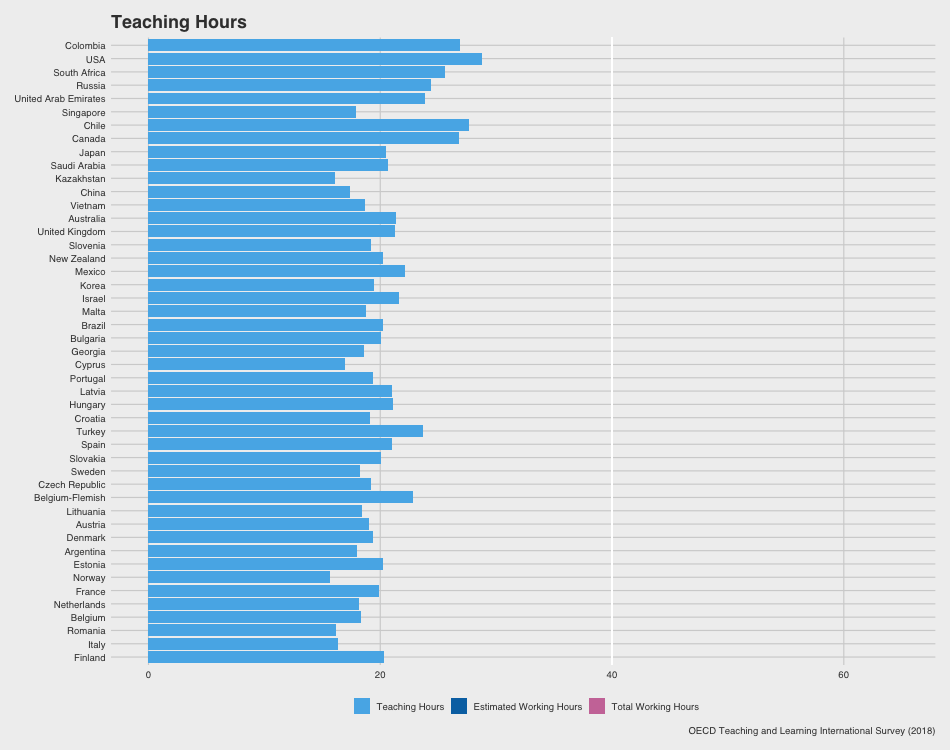 Teaching Hours
Colombia
USA
South Africa
Russia
United Arab Emirates
Singapore
Chile
Canada
Japan
Saudi Arabia
Kazakhstan
China
Vietnam
Australia
United Kingdom
Slovenia
New Zealand
Mexico
Korea
Israel
Malta
Brazil
Bulgaria
Georgia
Cyprus
Portugal
Latvia
Hungary
Croatia
Turkey
Spain
Slovakia
Sweden
Czech Republic
Belgium-Flemish
Lithuania
Austria
Denmark
Argentina
Estonia
Norway
France
Netherlands
Belgium
Romania
Italy
Finland
0 20 40 60
Teaching Hours Estimated Working Hours Total Working Hours
OECD Teaching and Learning International Survey (2018)